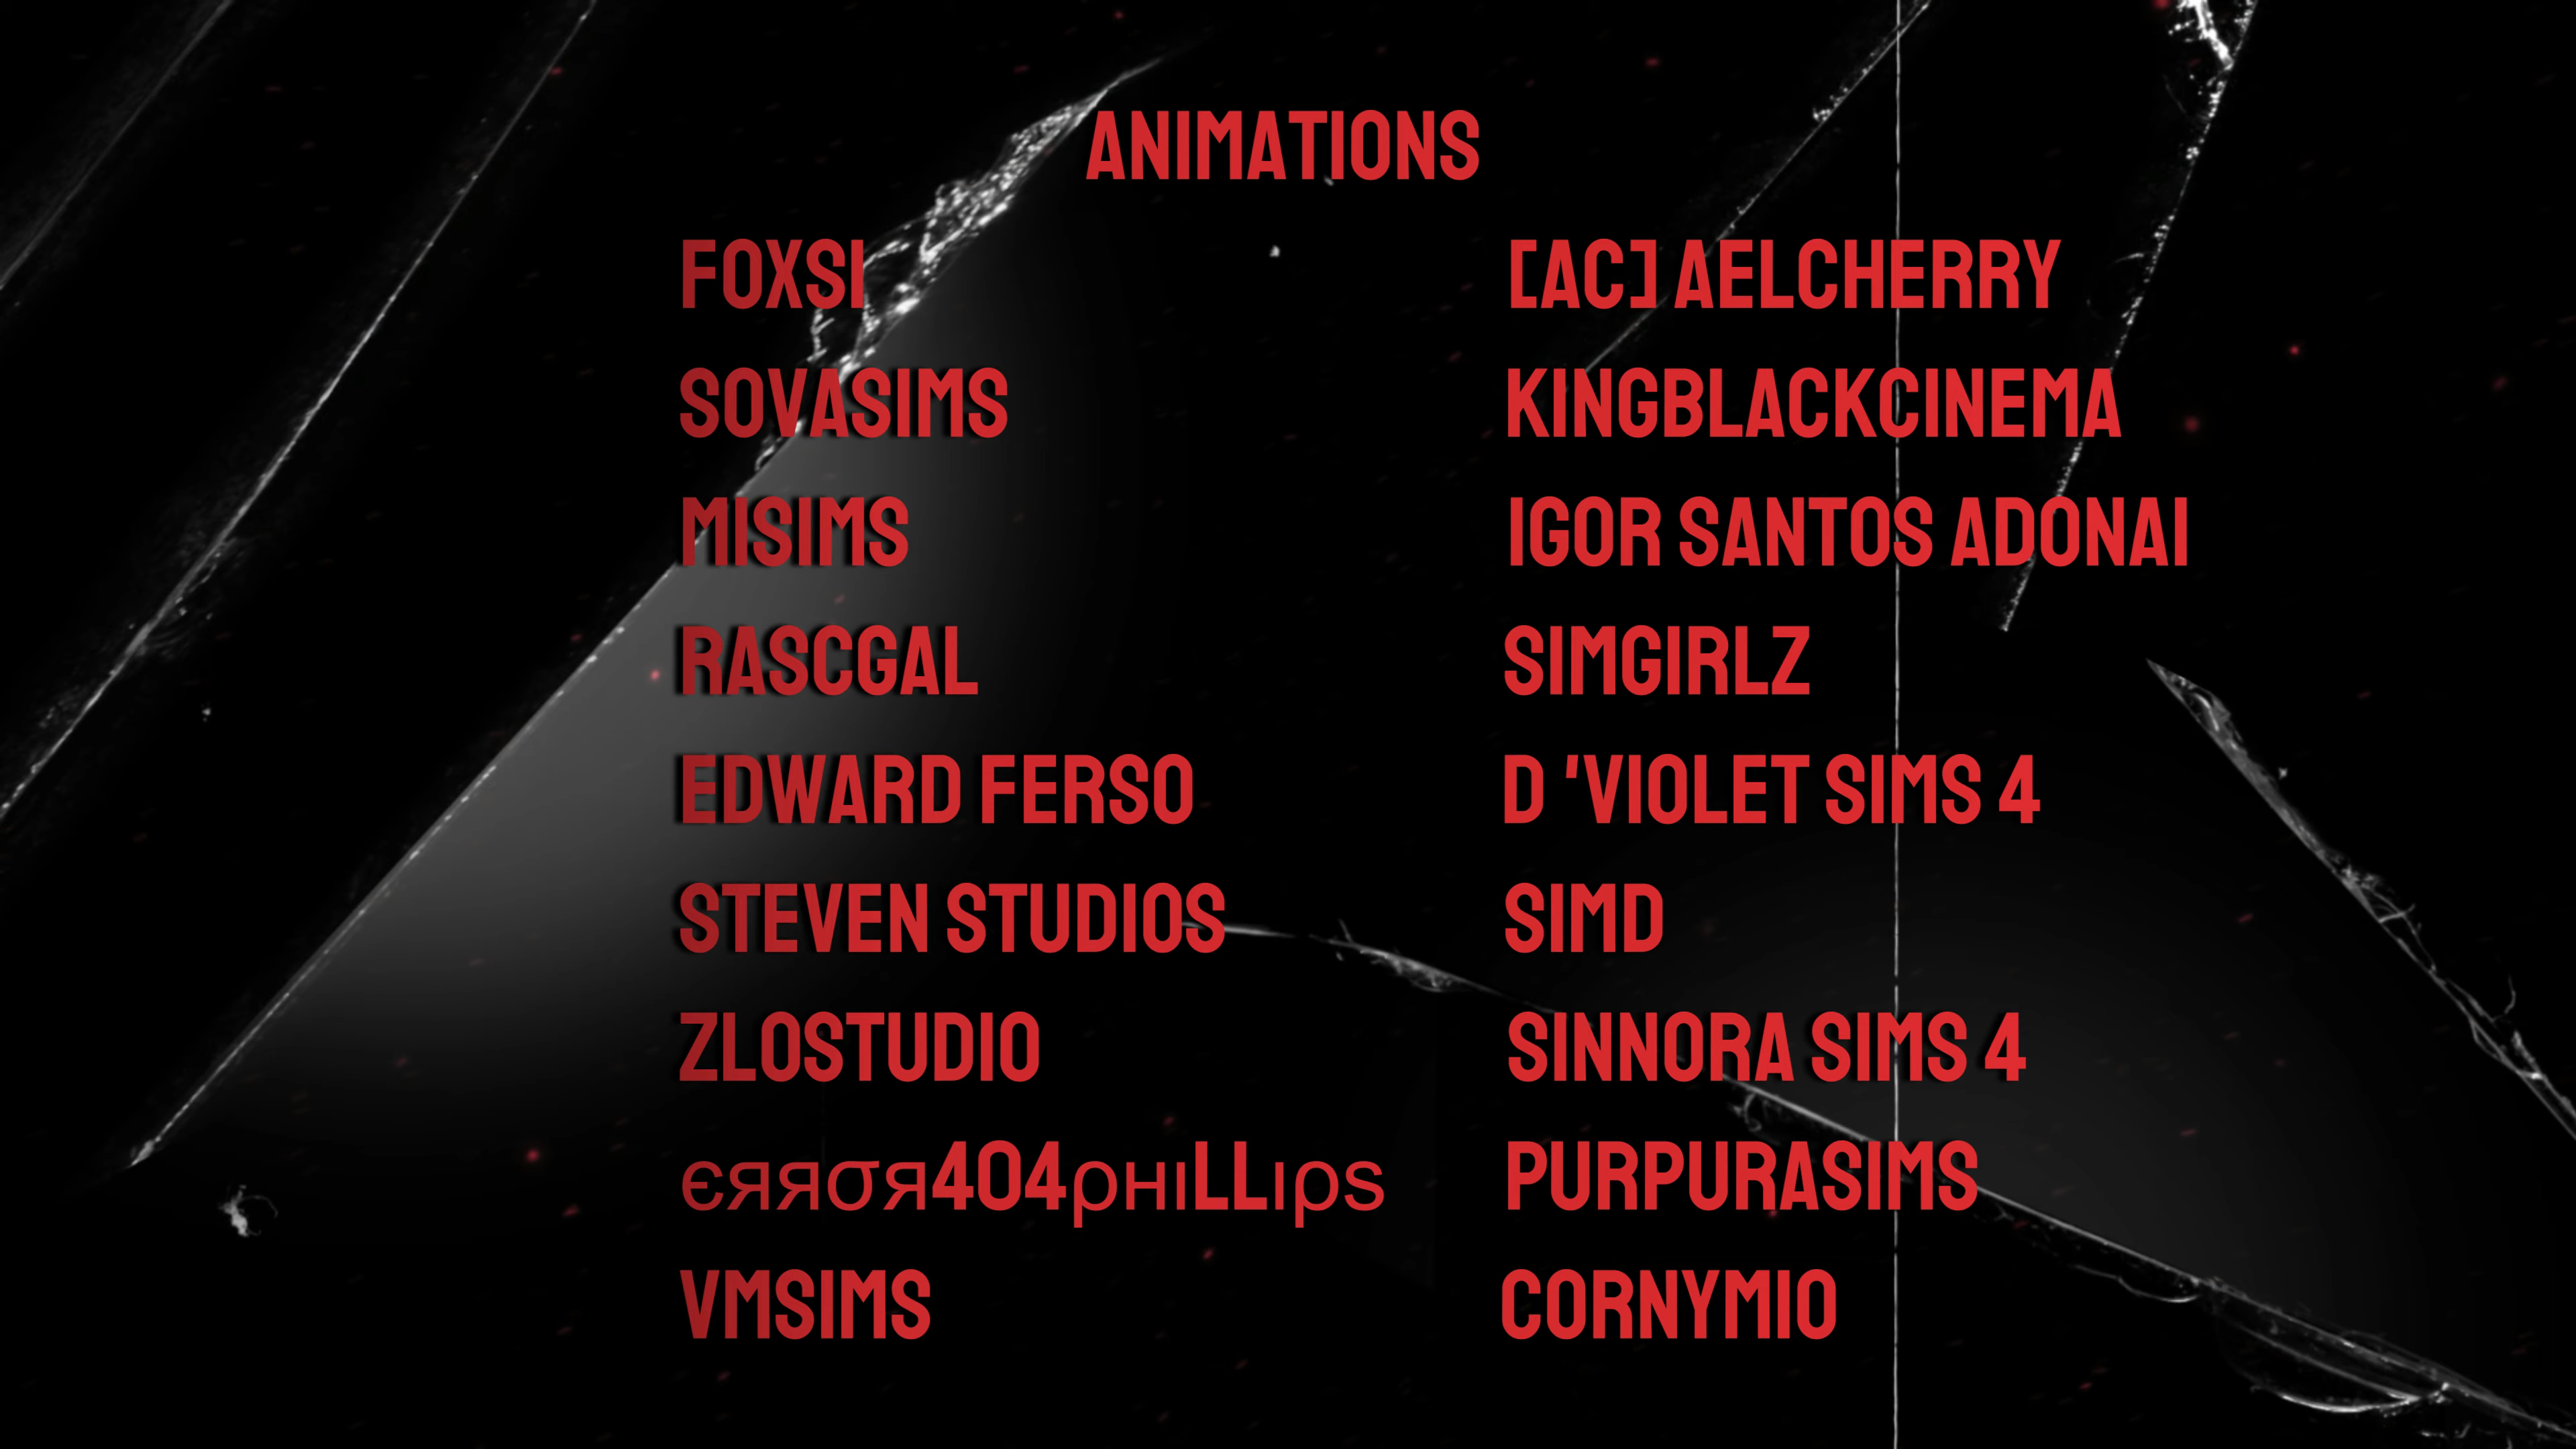 ANIMATIONS
FOXSI
SOVASIMS
MISIMS
RASCGAL
EDWARD FERSO
STEVEN STUDIOS
ZLOSTUDIO
єяяσя404ρнιLLιρѕ
VMSIMS
[AC] AELCHERRY
KINGBLACKCINEMA
IGOR SANTOS ADONAI
SIMGIRLZ
D 'VIOLET SIMS 4
SIMD
SINNORA SIMS 4
PURPURASIMS
CORNYMIO